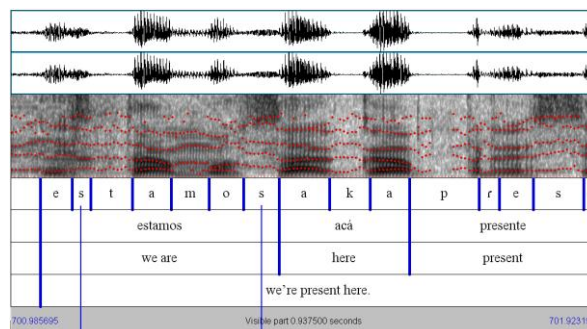 e s t a m o s a k a p ɾ e s
estamos acá presente
we are here present
we're present here.
700.985695 Visible part 0.937500 seconds 701.92319